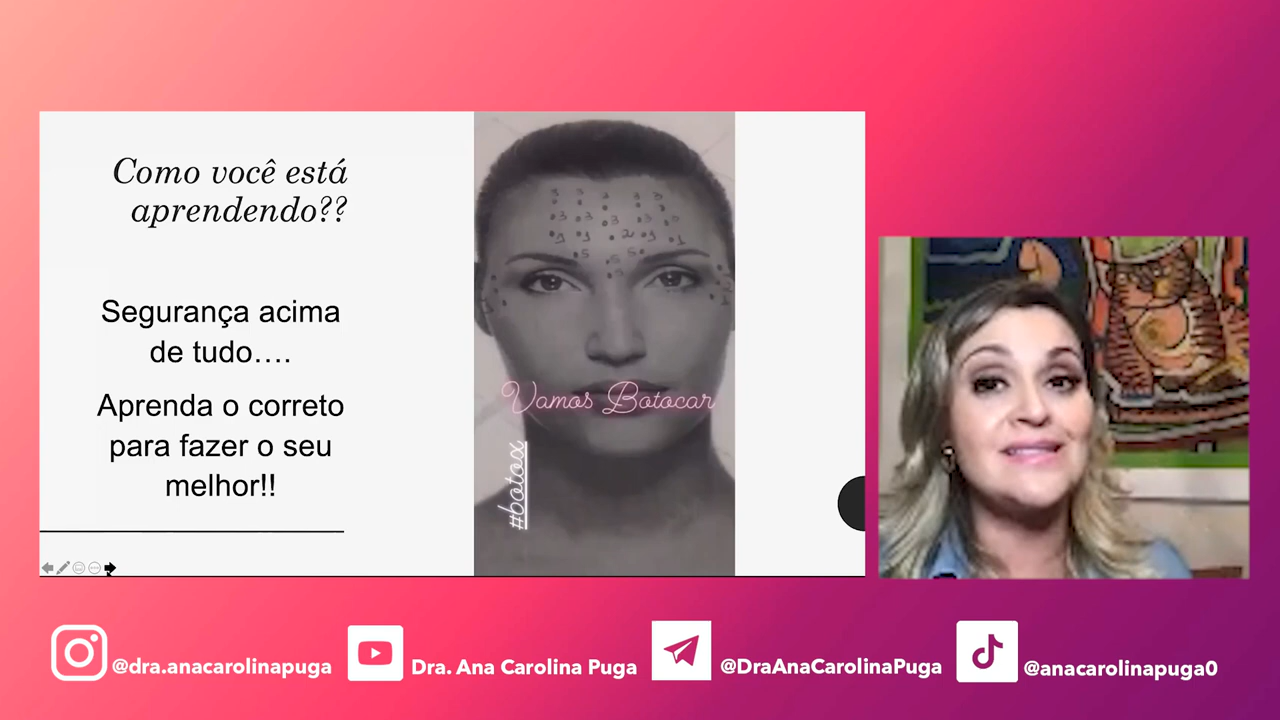 Como você está
aprendendo??
Segurança acima
de tudo….
Aprenda o correto
para fazer o seu
melhor!!
Vamos Botocar
#botox
@dra.anacarolinapuga
Dra. Ana Carolina Puga
@DraAnaCarolinaPuga
@anacarolinapuga0